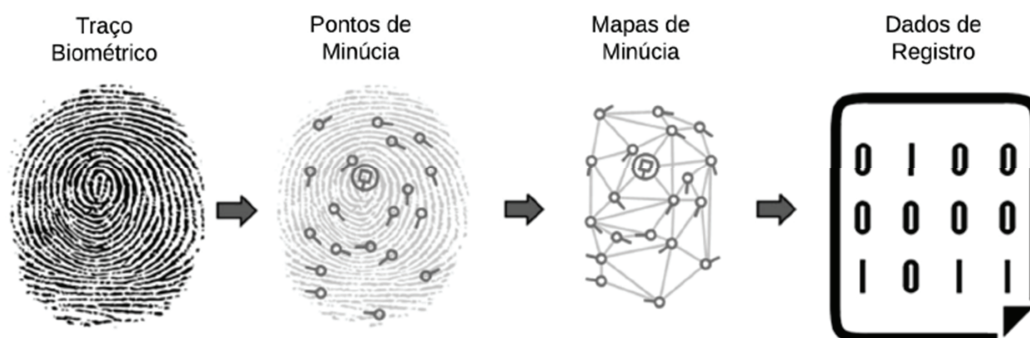 Traço
Biométrico
Pontos de
Minúcia
Mapas de
Minúcia
Dados de
Registro
0 1 0 0
0 0 0 0
1 0 1 1